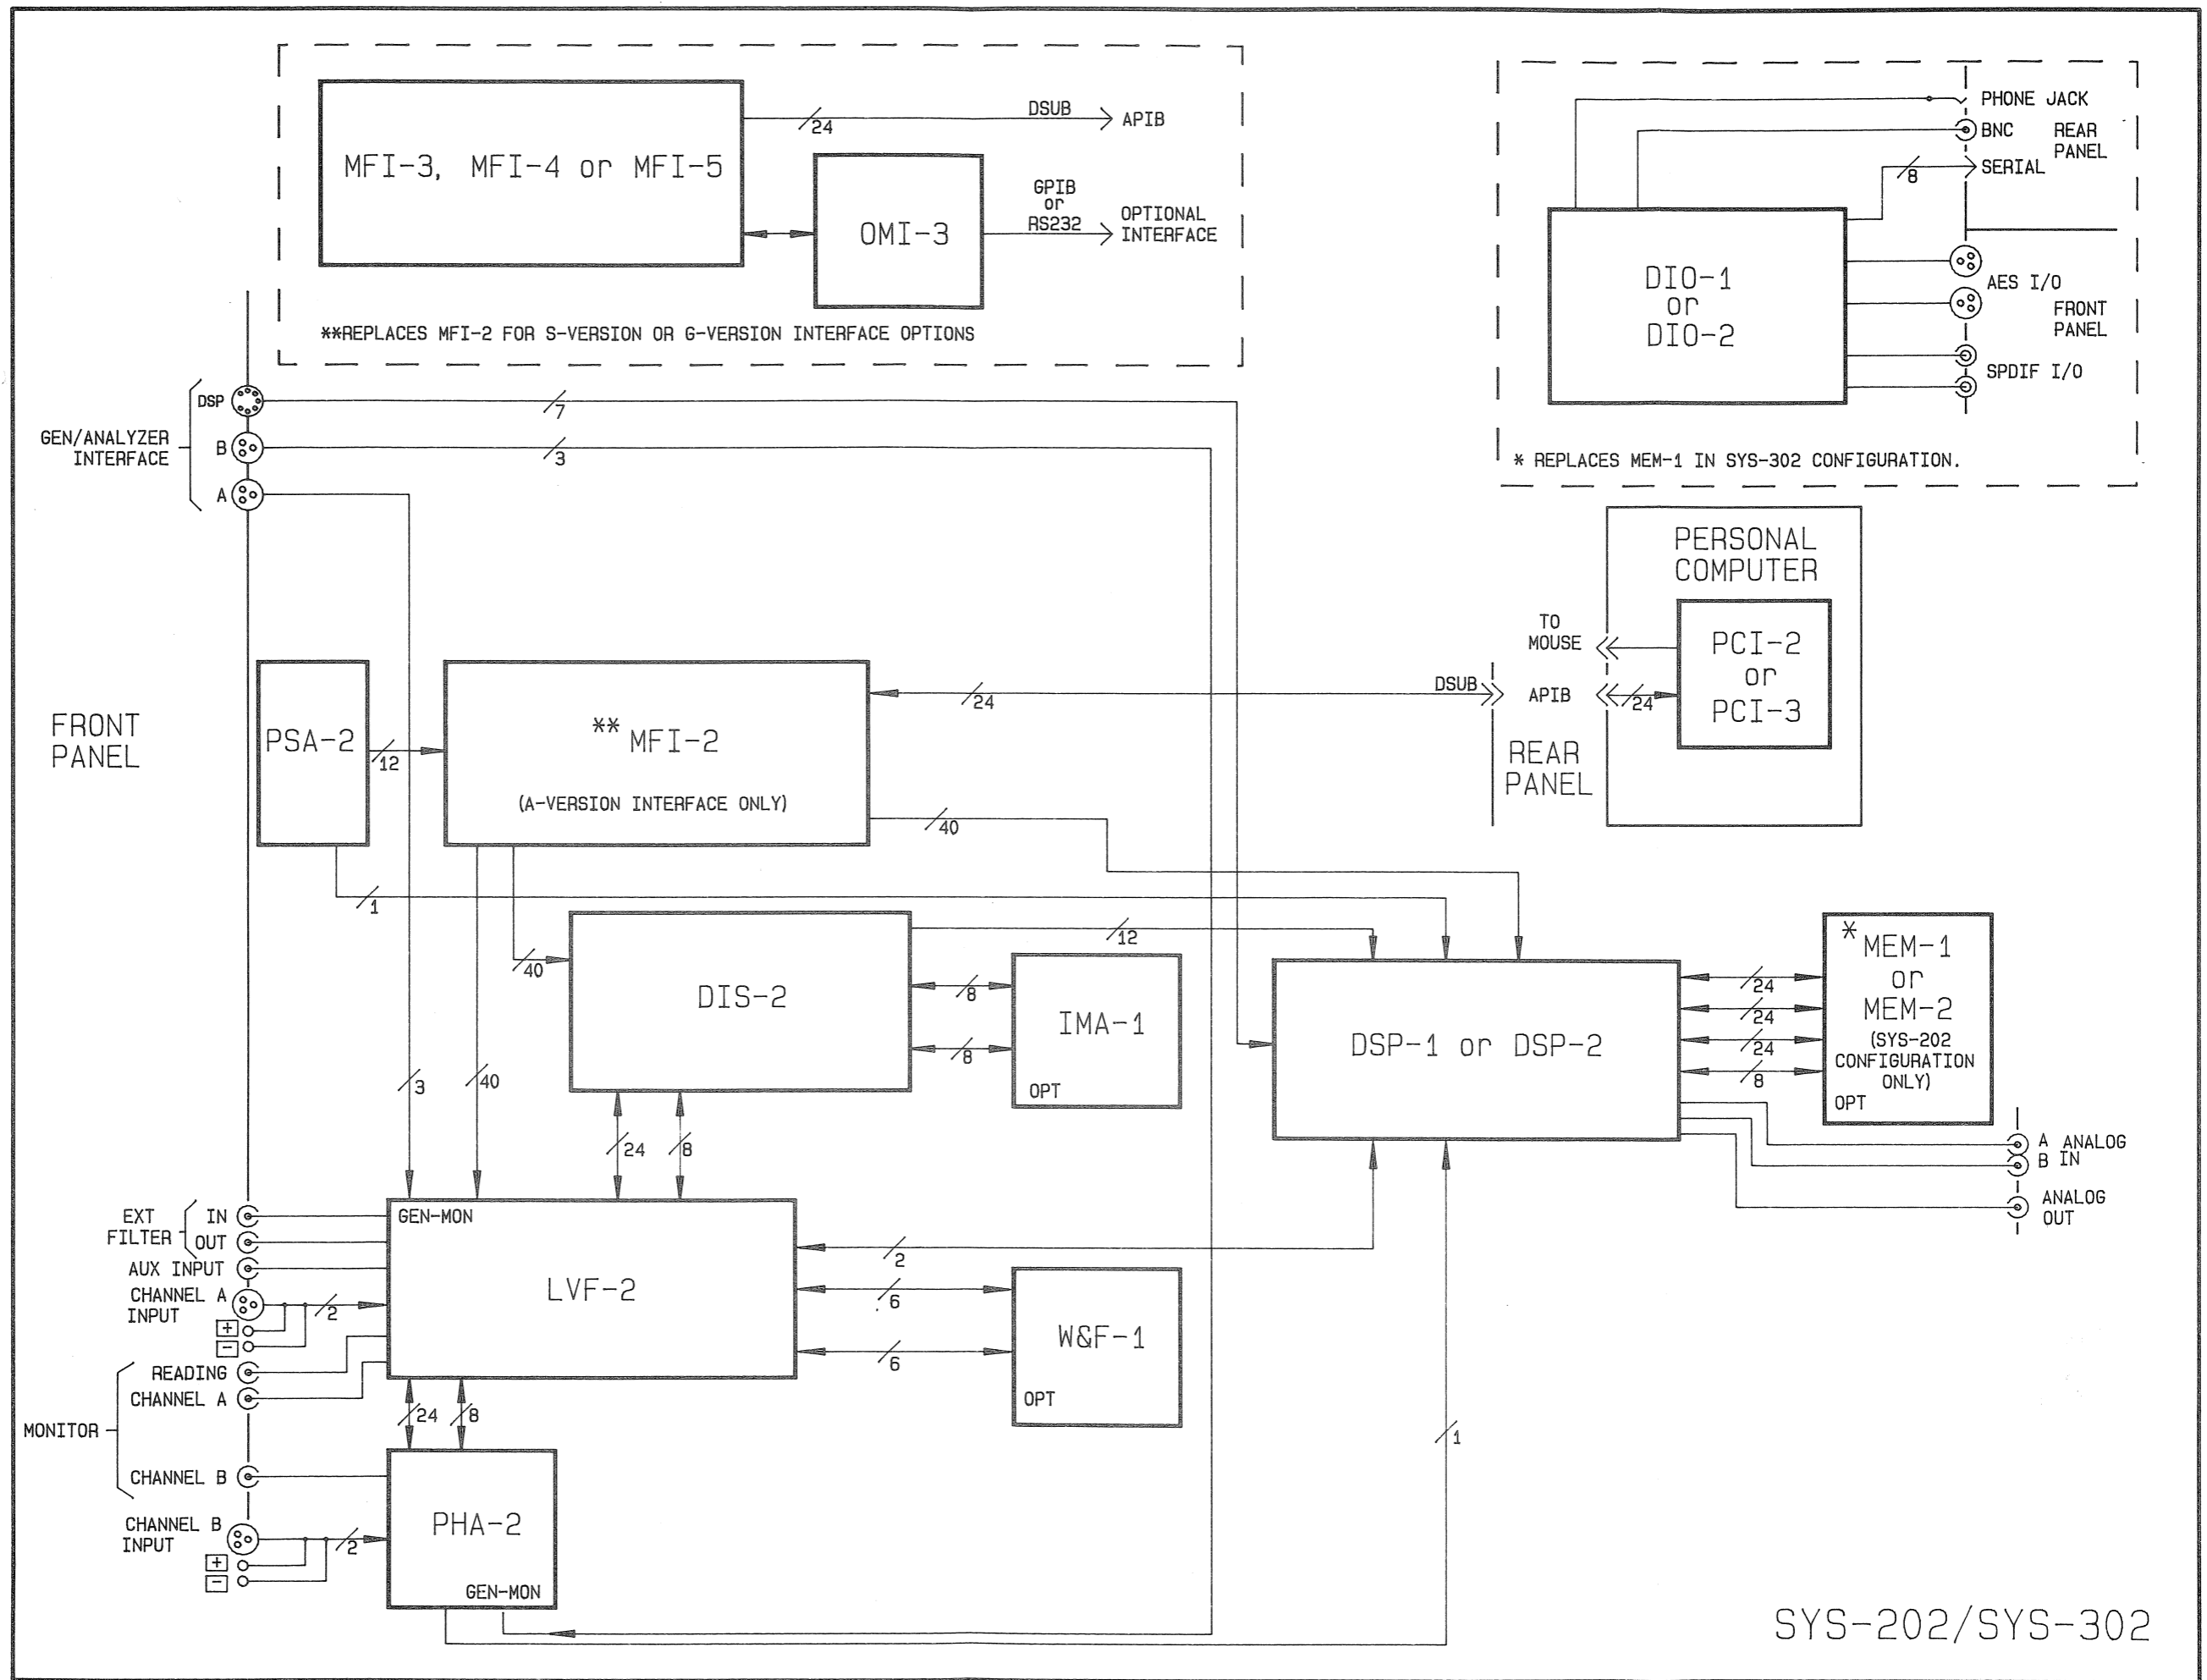 MFI-3, MFI-4 or MFI-5
24
DSUB
APIB
OMI-3
GPIB
or
RS232
OPTIONAL
INTERFACE
**REPLACES MFI-2 FOR S-VERSION OR G-VERSION INTERFACE OPTIONS
PHONE JACK
BNC
REAR
PANEL
SERIAL
8
DIO-1
or
DIO-2
AES I/O
FRONT
PANEL
SPDIF I/O
* REPLACES MEM-1 IN SYS-302 CONFIGURATION.
GEN/ANALYZER
INTERFACE
DSP
B
A
7
3
PERSONAL
COMPUTER
TO
MOUSE
PCI-2
or
PCI-3
DSUB
APIB
24
24
REAR
PANEL
FRONT
PANEL
PSA-2
12
** MFI-2
(A-VERSION INTERFACE ONLY)
40
1
12
40
DIS-2
8
8
IMA-1
OPT
DSP-1 or DSP-2
24
24
24
8
* MEM-1
or
MEM-2
(SYS-202
CONFIGURATION
ONLY)
OPT
3
40
24
8
A ANALOG
B IN
ANALOG
OUT
EXT
FILTER
IN
OUT
AUX INPUT
CHANNEL A
INPUT
+
-
2
GEN-MON
LVF-2
2
6
6
W&F-1
OPT
MONITOR
READING
CHANNEL A
CHANNEL B
24
8
1
CHANNEL B
INPUT
+
-
2
PHA-2
GEN-MON
SYS-202/SYS-302